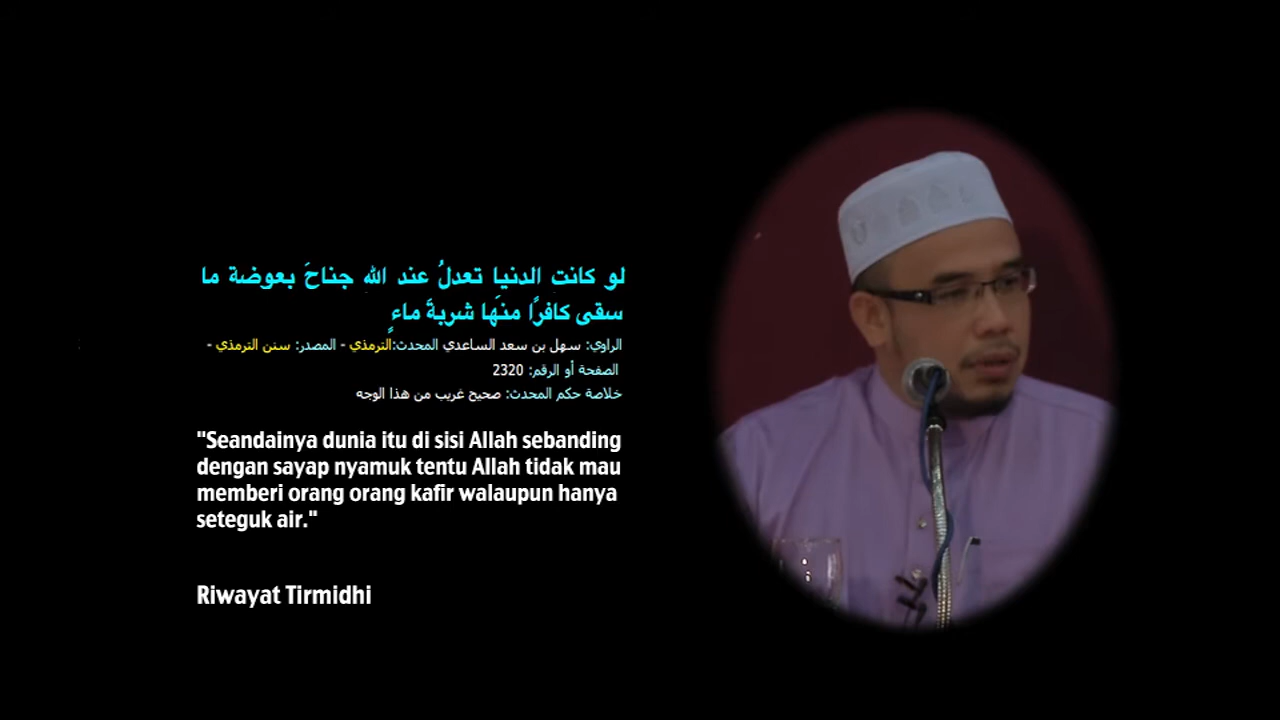 لو كانتِ الدنيا تعدلُ عند اللهِ جناحَ بعوضة ما
سقى كافرًا منها شربةَ ماءٍ
الراوي: سهل بن سعد الساعدي المحدث:الترمذي - المصدر: سنن الترمذي -
الصفحة أو الرقم: 2320
خلاصة حكم المحدث: صحيح غريب من هذا الوجه
"Seandainya dunia itu di sisi Allah sebanding
dengan sayap nyamuk tentu Allah tidak mau
memberi orang orang kafir walaupun hanya
seteguk air."
Riwayat Tirmidhi